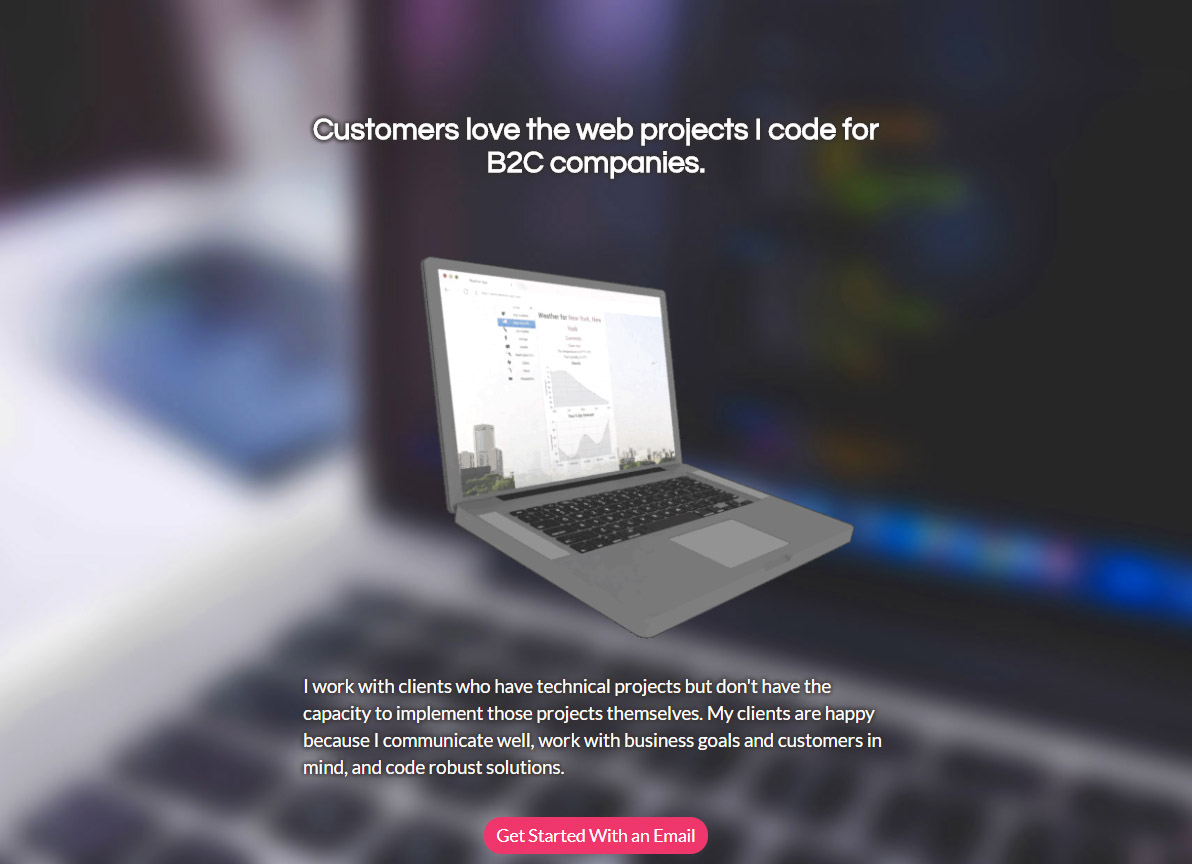 Customers love the web projects I code for
B2C companies.
Weather for New York, New
York
Currently
I work with clients who have technical projects but don't have the
capacity to implement those projects themselves. My clients are happy
because I communicate well, work with business goals and customers in
mind, and code robust solutions.
Get Started With an Email